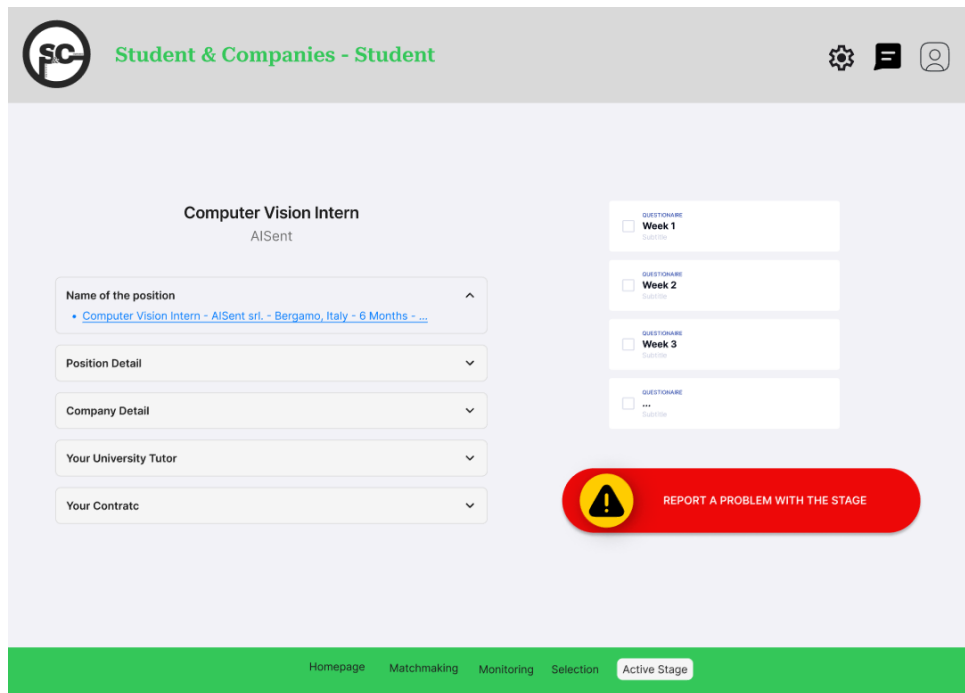 SC
Student & Companies - Student
Computer Vision Intern
AISent
Name of the position
• Computer Vision Intern - AISent srl. - Bergamo, Italy - 6 Months - ...
Position Detail
Company Detail
Your University Tutor
Your Contratc
QUESTIONAIRE
Week 1
Subtitle
QUESTIONAIRE
Week 2
Subtitle
QUESTIONAIRE
Week 3
Subtitle
QUESTIONAIRE
...
Subtitle
REPORT A PROBLEM WITH THE STAGE
Homepage Matchmaking Monitoring Selection Active Stage